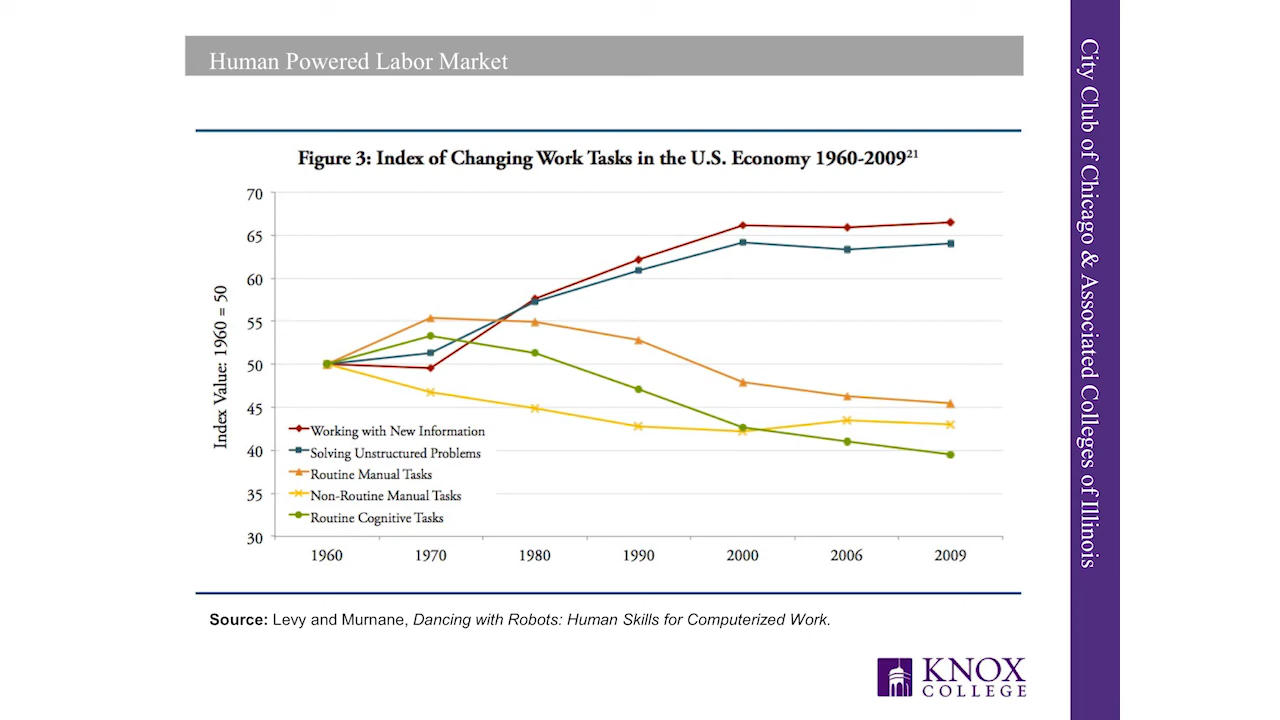 Human Powered Labor Market
City Club of Chicago & Associated Colleges of Illinois
Figure 3: Index of Changing Work Tasks in the U.S. Economy 1960-2009²¹
Index Value: 1960 = 50
70
65
60
55
50
45
40
35
30
Working with New Information
Solving Unstructured Problems
Routine Manual Tasks
Non-Routine Manual Tasks
Routine Cognitive Tasks
1960 1970 1980 1990 2000 2006 2009
Source: Levy and Murnane, Dancing with Robots: Human Skills for Computerized Work.
KNOX
COLLEGE